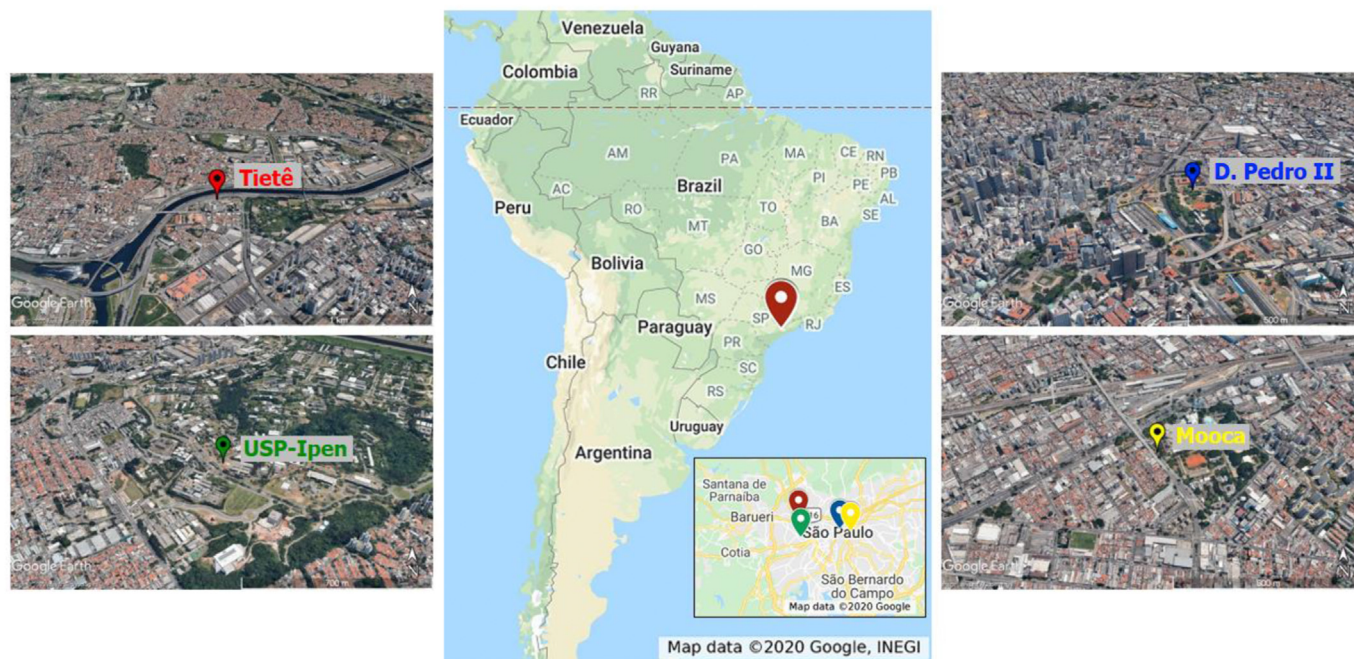 Tietê
Google Earth
1 km
N
USP-Ipen
Google Earth
700 m
N
Venezuela
Guyana
Suriname
Colombia
RR
AP
Ecuador
AM
PA
MA
CE
RN
PB
PI
PE
AL
SE
AC
Brazil
TO
RO
BA
Peru
MT
GO
Bolivia
MG
ES
MS
SP
RJ
Paraguay
PR
Chile
SC
RS
Uruguay
Argentina
Santana de
Parnaíba
Barueri
São Paulo
Cotia
São Bernardo
do Campo
Map data ©2020 Google
Map data ©2020 Google, INEGI
D. Pedro II
Google Earth
500 m
N
Mooca
Google Earth
N